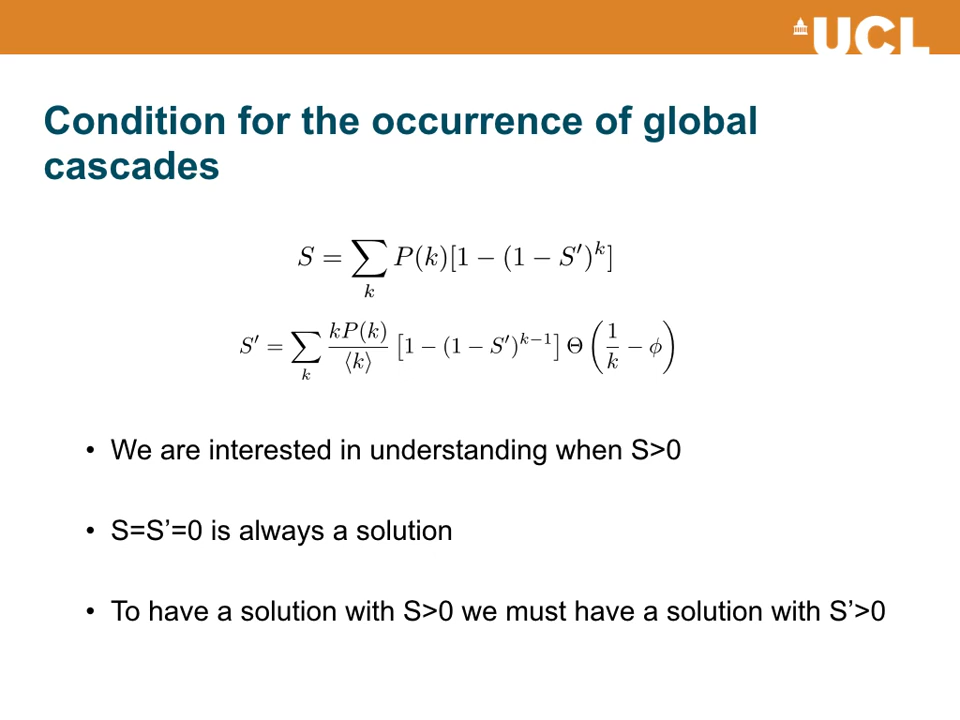 UCL
Condition for the occurrence of global
cascades
S = ∑_k P(k)[1 − (1 − S′)^k]
S′ = ∑_k kP(k)/⟨k⟩ [1 − (1 − S′)^{k−1}] Θ(1/k − ϕ)
• We are interested in understanding when S>0
• S=S’=0 is always a solution
• To have a solution with S>0 we must have a solution with S’>0